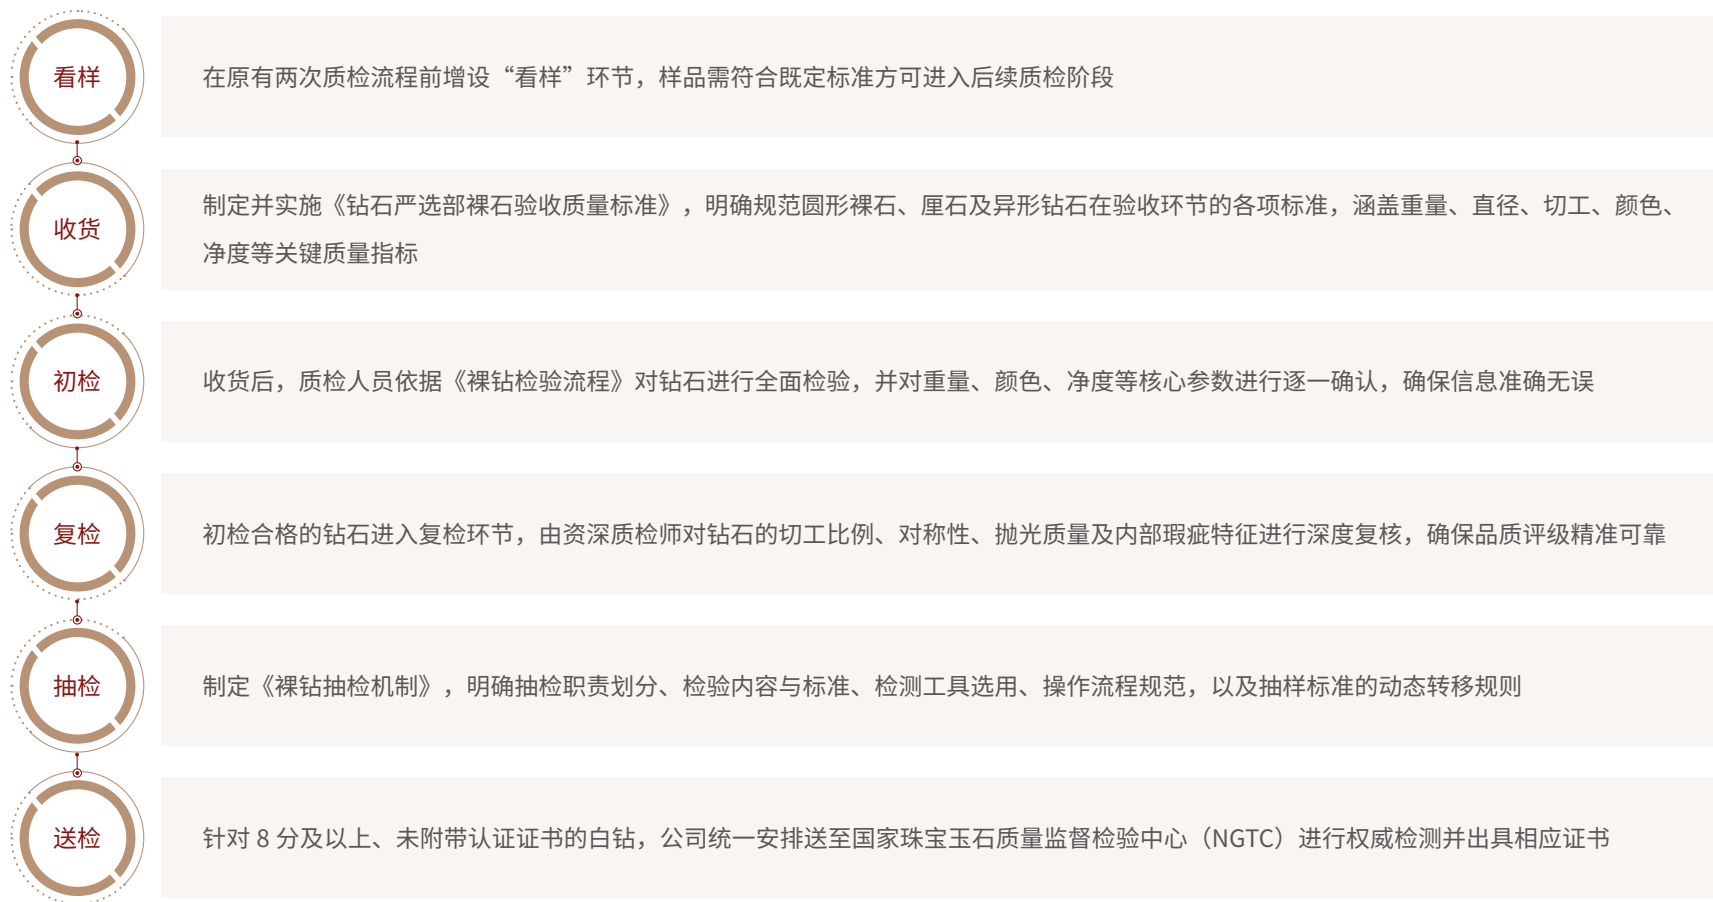 看样
在原有两次质检流程前增设“看样”环节，样品需符合既定标准方可进入后续质检阶段
收货
制定并实施《钻石严选部裸石验收质量标准》，明确规范圆形裸石、厘石及异形钻石在验收环节的各项标准，涵盖重量、直径、切工、颜色、
净度等关键质量指标
初检
收货后，质检人员依据《裸钻检验流程》对钻石进行全面检验，并对重量、颜色、净度等核心参数进行逐一确认，确保信息准确无误
复检
初检合格的钻石进入复检环节，由资深质检师对钻石的切工比例、对称性、抛光质量及内部瑕疵特征进行深度复核，确保品质评级精准可靠
抽检
制定《裸钻抽检机制》，明确抽检职责划分、检验内容与标准、检测工具选用、操作流程规范，以及抽样标准的动态转移规则
送检
针对 8 分及以上、未附带认证证书的白钻，公司统一安排送至国家珠宝玉石质量监督检验中心（NGTC）进行权威检测并出具相应证书